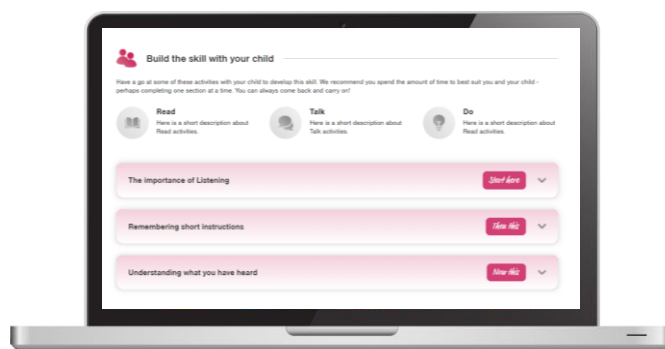 Build the skill with your child
Have a go at some of these activities with your child to develop this skill. We recommend you spend the amount of time to best suit you and your child -
perhaps completing one section at a time. You can always come back and carry on!
Read
Here is a short description about
Read activities.
Talk
Here is a short description about
Talk activities.
Do
Here is a short description about
Read activities.
The importance of Listening
Start here
Remembering short instructions
Then this
Understanding what you have heard
Now this